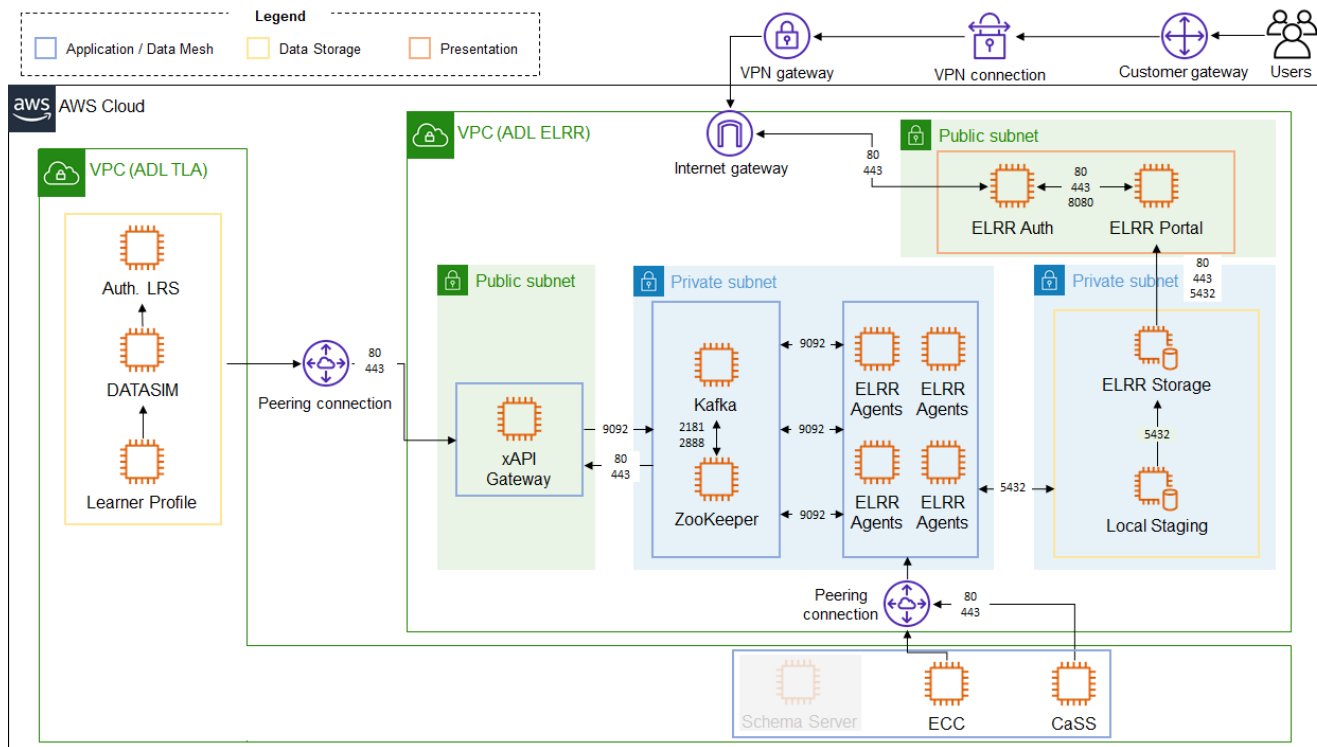 Legend
Application / Data Mesh
Data Storage
Presentation
VPN gateway
VPN connection
Customer gateway
Users
aws
AWS Cloud
VPC (ADL TLA)
Auth. LRS
DATASIM
Learner Profile
Peering connection
80
443
VPC (ADL ELRR)
Internet gateway
80
443
Public subnet
ELRR Auth
80
443
8080
ELRR Portal
80
443
5432
Public subnet
xAPI
Gateway
9092
80
443
Private subnet
Kafka
2181
2888
ZooKeeper
9092
9092
9092
ELRR
Agents
ELRR
Agents
ELRR
Agents
ELRR
Agents
5432
Private subnet
ELRR Storage
5432
Local Staging
Peering
connection
80
443
Schema Server
ECC
CaSS